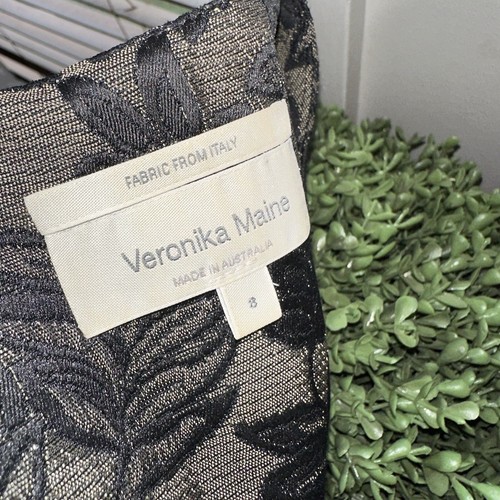 FABRIC FROM ITALY
Veronika Maine
MADE IN AUSTRALIA
8